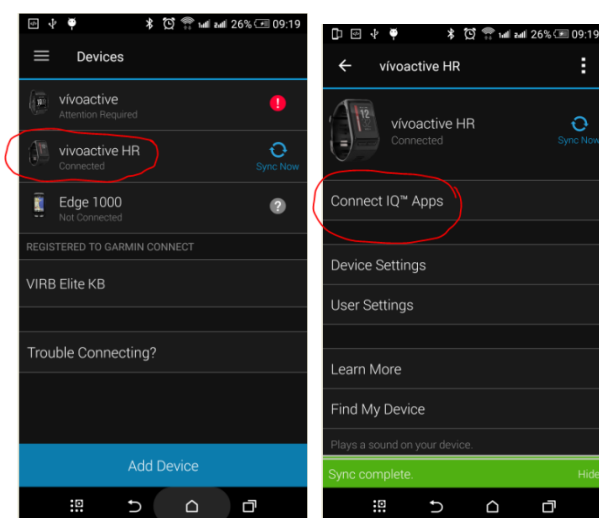 26% 09:19
Devices
vívoactive
Attention Required
vívoactive HR
Connected
Sync Now
Edge 1000
Not Connected
REGISTERED TO GARMIN CONNECT
VIRB Elite KB
Trouble Connecting?
Add Device
26% 09:19
vívoactive HR
12
vívoactive HR
Connected
Sync Now
Connect IQ™ Apps
Device Settings
User Settings
Learn More
Find My Device
Plays a sound on your device.
Sync complete.
Hide